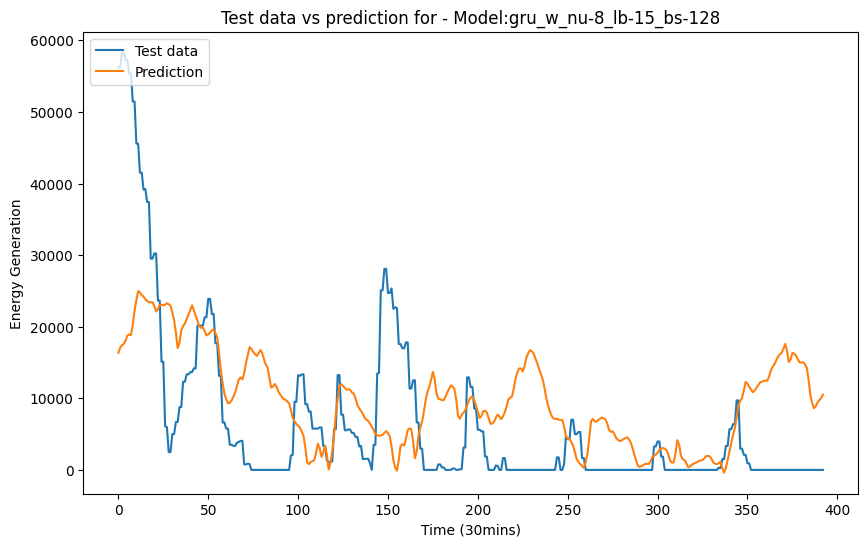 Test data vs prediction for - Model:gru_w_nu-8_lb-15_bs-128
Test data
Prediction
60000
50000
40000
30000
20000
10000
0
Energy Generation
0 50 100 150 200 250 300 350 400
Time (30mins)